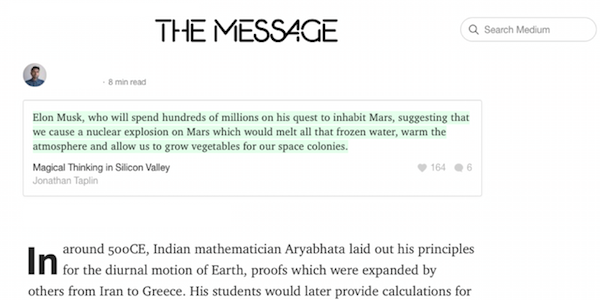 THE MESSAGE
Search Medium
· 8 min read
Elon Musk, who will spend hundreds of millions on his quest to inhabit Mars, suggesting that
we cause a nuclear explosion on Mars which would melt all that frozen water, warm the
atmosphere and allow us to grow vegetables for our space colonies.
Magical Thinking in Silicon Valley
164 6
Jonathan Taplin
In around 500CE, Indian mathematician Aryabhata laid out his principles
for the diurnal motion of Earth, proofs which were expanded by
others from Iran to Greece. His students would later provide calculations for